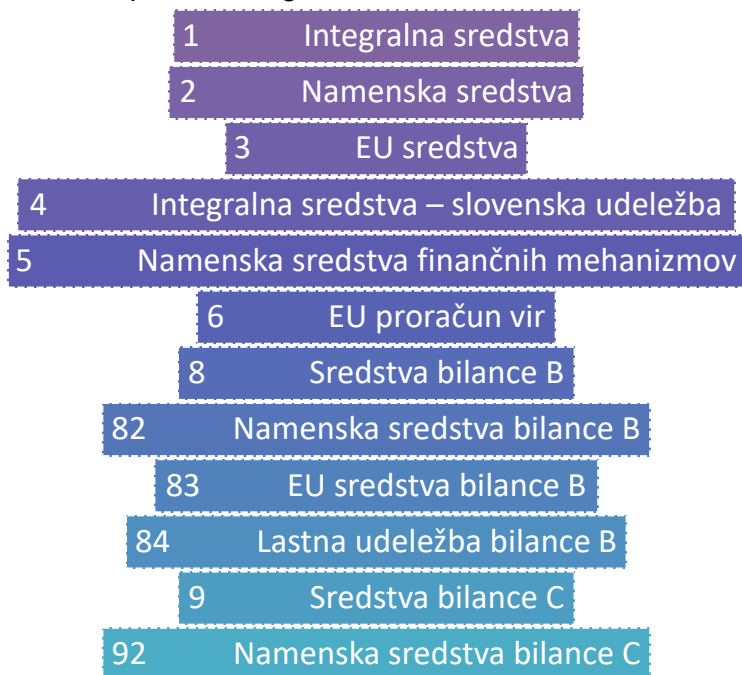 1 Integralna sredstva
2 Namenska sredstva
3 EU sredstva
4 Integralna sredstva – slovenska udeležba
5 Namenska sredstva finančnih mehanizmov
6 EU proračun vir
8 Sredstva bilance B
82 Namenska sredstva bilance B
83 EU sredstva bilance B
84 Lastna udeležba bilance B
9 Sredstva bilance C
92 Namenska sredstva bilance C